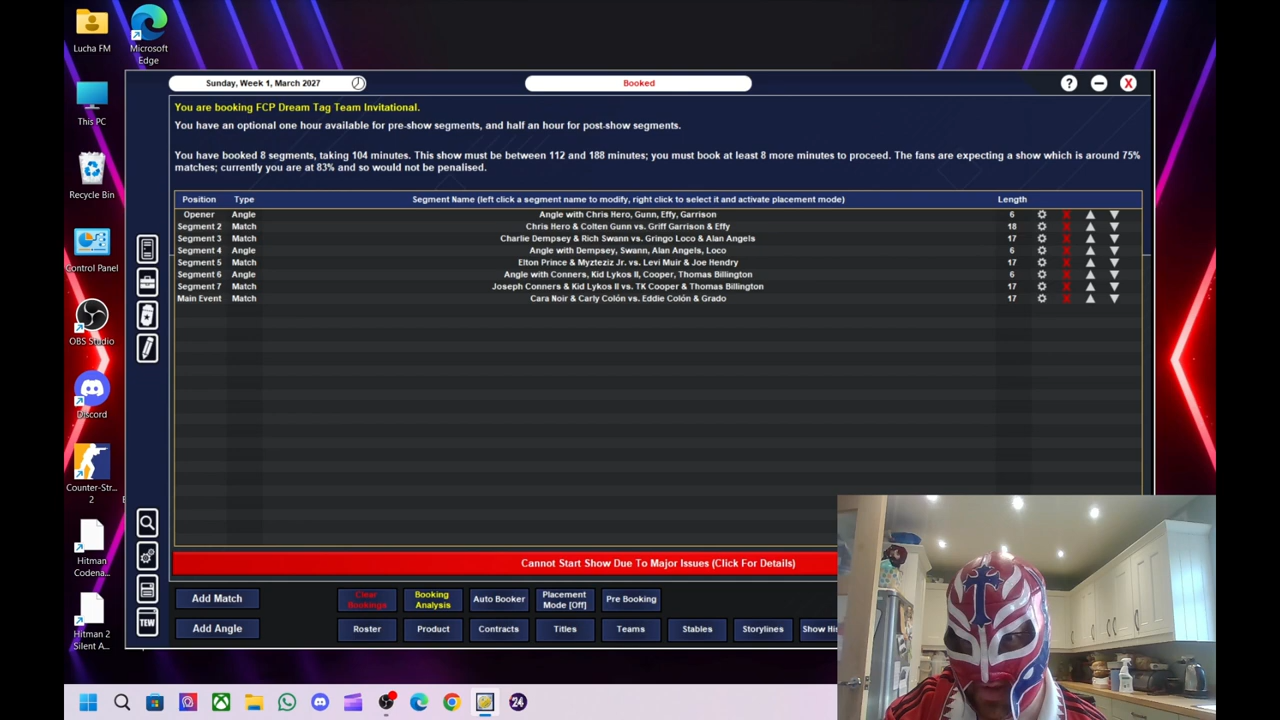 Lucha FM
Microsoft
Edge
This PC
Recycle Bin
Control Panel
OBS Studio
Discord
Counter-Str...
2
Hitman
Codena...
Hitman 2
Silent A...
Sunday, Week 1, March 2027
Booked
?
X
You are booking FCP Dream Tag Team Invitational.
You have an optional one hour available for pre-show segments, and half an hour for post-show segments.
You have booked 8 segments, taking 104 minutes. This show must be between 112 and 188 minutes; you must book at least 8 more minutes to proceed. The fans are expecting a show which is around 75%
matches; currently you are at 83% and so would not be penalised.
Position Type Segment Name (left click a segment name to modify, right click to select it and activate placement mode) Length
Opener Angle Angle with Chris Hero, Gunn, Effy, Garrison 6 X
Segment 2 Match Chris Hero & Colten Gunn vs. Griff Garrison & Effy 18 X
Segment 3 Match Charlie Dempsey & Rich Swann vs. Gringo Loco & Alan Angels 17 X
Segment 4 Angle Angle with Dempsey, Swann, Alan Angels, Loco 6 X
Segment 5 Match Elton Prince & Myzteziz Jr. vs. Levi Muir & Joe Hendry 17 X
Segment 6 Angle Angle with Conners, Kid Lykos II, Cooper, Thomas Billington 6 X
Segment 7 Match Joseph Conners & Kid Lykos II vs. TK Cooper & Thomas Billington 17 X
Main Event Match Cara Noir & Carly Colón vs. Eddie Colón & Grado 17 X
Cannot Start Show Due To Major Issues (Click For Details)
Add Match
Clear
Bookings
Booking
Analysis
Auto Booker
Placement
Mode [Off]
Pre Booking
TEW
Add Angle
Roster
Product
Contracts
Titles
Teams
Stables
Storylines
Show Hi
24